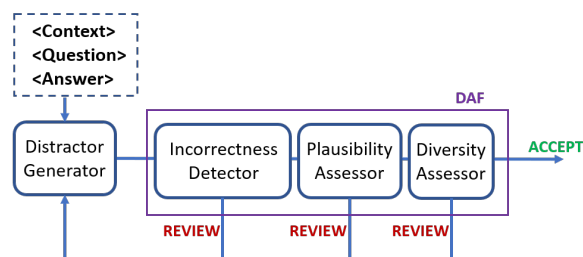 <Context>
<Question>
<Answer>
DAF
Distractor
Generator
Incorrectness
Detector
Plausibility
Assessor
Diversity
Assessor
ACCEPT
REVIEW
REVIEW
REVIEW